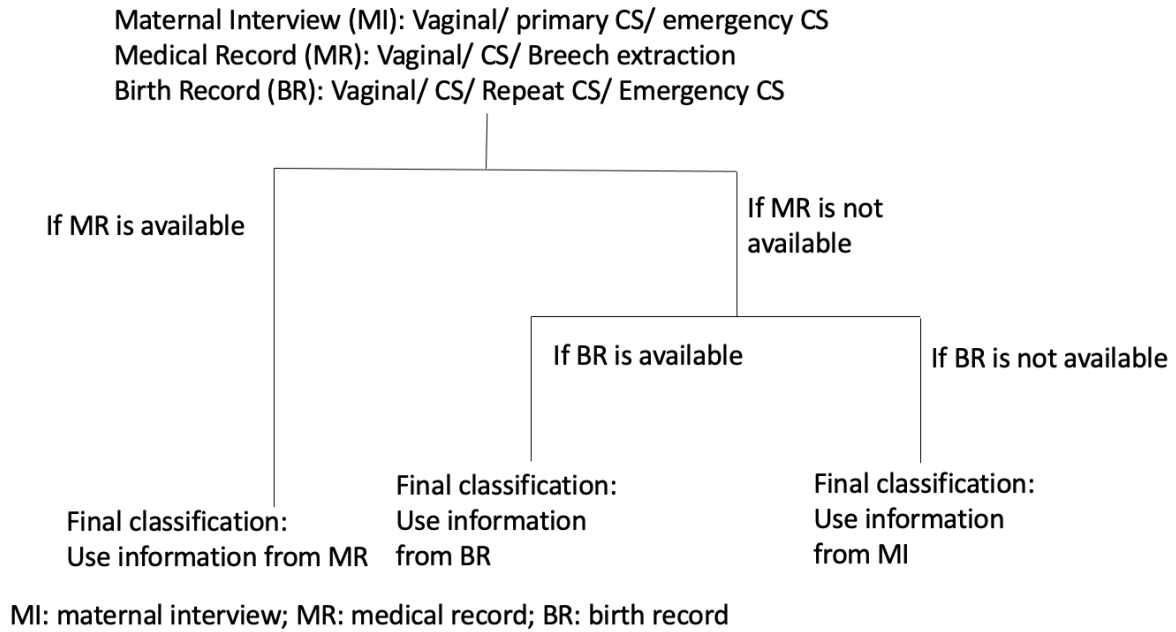 Maternal Interview (MI): Vaginal/ primary CS/ emergency CS
Medical Record (MR): Vaginal/ CS/ Breech extraction
Birth Record (BR): Vaginal/ CS/ Repeat CS/ Emergency CS
If MR is available
If MR is not
available
If BR is available
If BR is not available
Final classification:
Use information from MR
Final classification:
Use information
from BR
Final classification:
Use information
from MI
MI: maternal interview; MR: medical record; BR: birth record